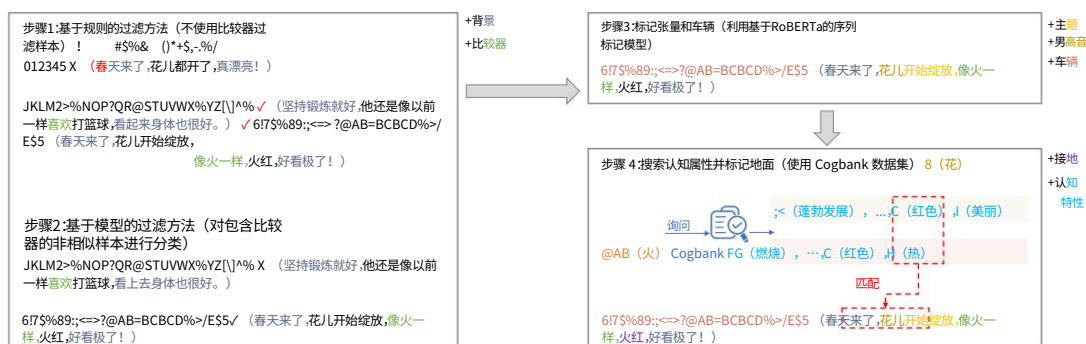 步骤1:基于规则的过滤方法（不使用比较器过
滤样本）！ #$%& ()*+$,-.%/
012345 X （春天来了,花儿都开了,真漂亮！）
JKLM2>%NOP?QR@STUVWX%YZ[\]^% ✓ （坚持锻炼就好,他还是像以前
一样喜欢打篮球,看起来身体也很好。）✓ 6!7$%89:;<=> ?@AB=BCBCD%>/
E$5 （春天来了,花儿开始绽放，
像火一样,火红,好看极了！）
步骤2:基于模型的过滤方法（对包含比较
器的非相似样本进行分类）
JKLM2>%NOP?QR@STUVWX%YZ[\]^% X （坚持锻炼就好,他还是像以前
一样喜欢打篮球,看上去身体也很好。）
6!7$%89:;<=>?@AB=BCBCD%>/E$5✓ （春天来了,花儿开始绽放,像火一
样,火红,好看极了！）
+背景
+比较器
步骤3:标记张量和车辆（利用基于RoBERTa的序列
标记模型）
6!7$%89:;<=>?@AB=BCBCD%>/E$5 （春天来了,花儿开始绽放,像火一
样,火红,好看极了！）
+主题
+男高音
+车辆
步骤 4:搜索认知属性并标记地面（使用 Cogbank 数据集） 8（花）
;<（蓬勃发展），...,C（红色）,I（美丽）
询问
@AB（火） Cogbank FG（燃烧），…,C（红色）,H（热）
匹配
6!7$%89:;<=>?@AB=BCBCD%>/E$5 （春天来了,花儿开始绽放,像火一
样,火红,好看极了！）
+接地
+认知
特性